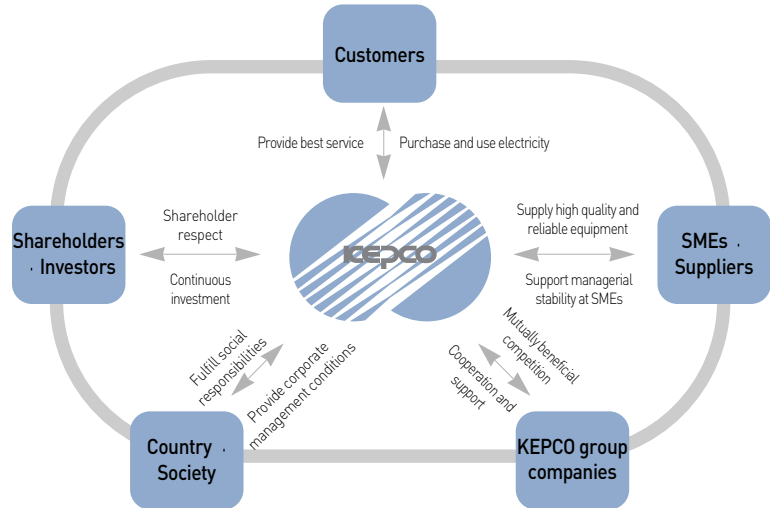 Customers
Provide best service
Purchase and use electricity
Shareholders
· Investors
Shareholder
respect
Continuous
investment
KEPCO
Supply high quality and
reliable equipment
Support managerial
stability at SMEs
SMEs ·
Suppliers
Fulfill social
responsibilities
Provide corporate
management conditions
Mutually beneficial
competition
Cooperation and
support
Country ·
Society
KEPCO group
companies